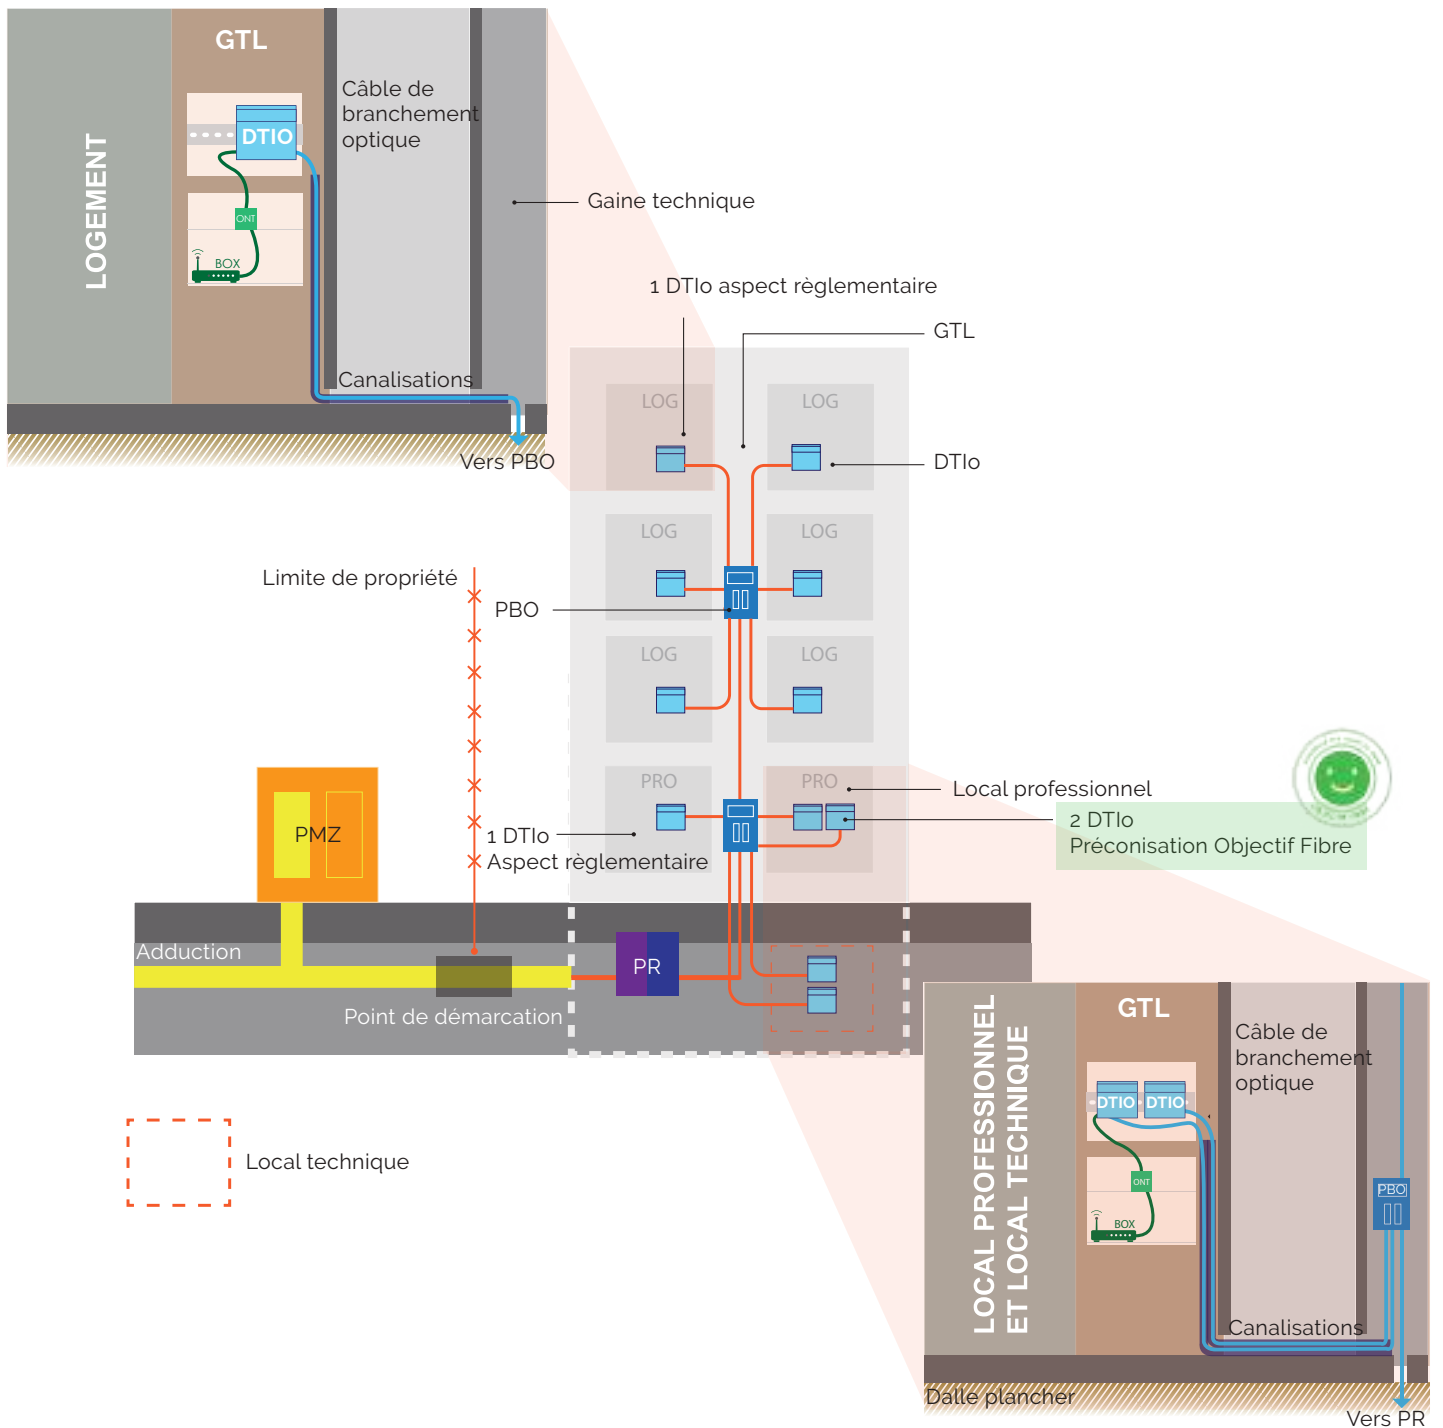 GTL
LOGEMENT
DTIO
ONT
BOX
Câble de
branchement
optique
Canalisations
Vers PBO
Gaine technique
1 DTIo aspect règlementaire
GTL
LOG
LOG
DTIo
LOG
LOG
Limite de propriété
PBO
LOG
LOG
PRO
PRO
Local professionnel
1 DTIo
Aspect règlementaire
2 DTIo
Préconisation Objectif Fibre
PMZ
Adduction
PR
Point de démarcation
Local technique
LOCAL PROFESSIONNEL
ET LOCAL TECHNIQUE
GTL
DTIO
DTIO
ONT
BOX
Câble de
branchement
optique
PBO
Canalisations
Dalle plancher
Vers PR